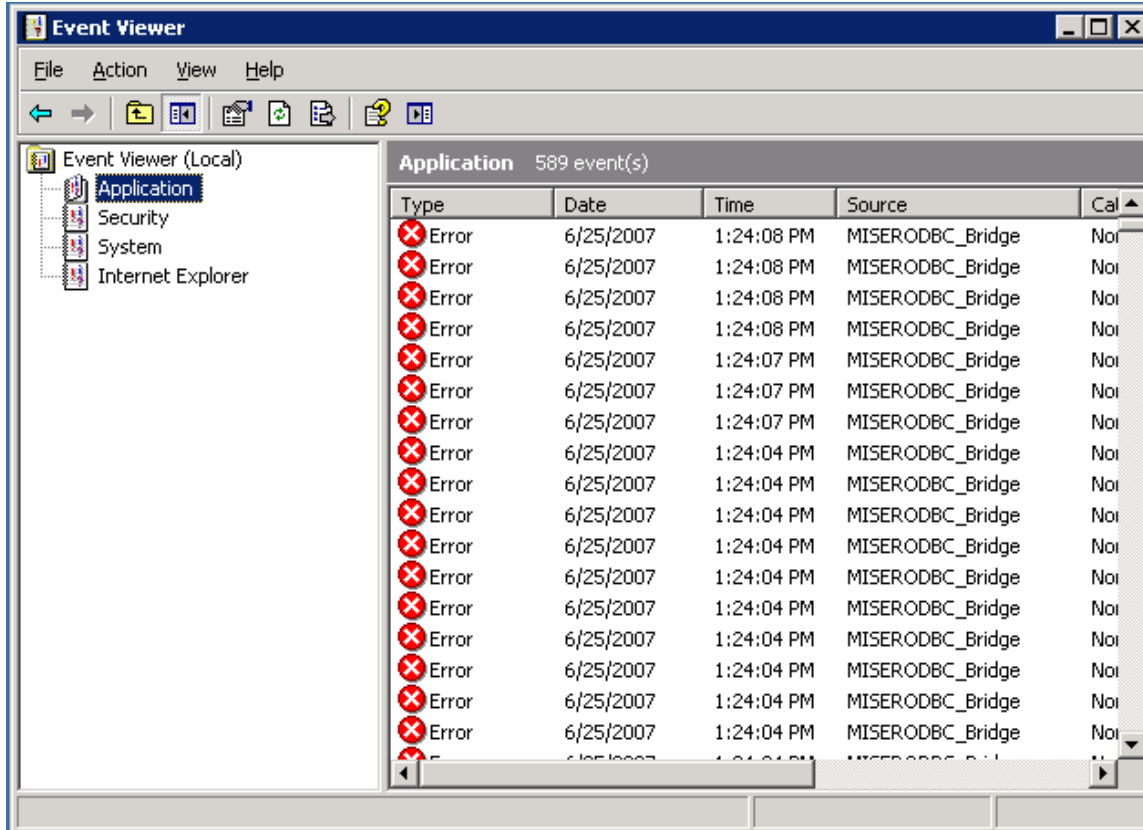 Event Viewer
File Action View Help
Event Viewer (Local)
Application
Security
System
Internet Explorer
Application 589 event(s)
Type Date Time Source
Error 6/25/2007 1:24:08 PM MISERODBC_Bridge
Error 6/25/2007 1:24:08 PM MISERODBC_Bridge
Error 6/25/2007 1:24:08 PM MISERODBC_Bridge
Error 6/25/2007 1:24:08 PM MISERODBC_Bridge
Error 6/25/2007 1:24:07 PM MISERODBC_Bridge
Error 6/25/2007 1:24:07 PM MISERODBC_Bridge
Error 6/25/2007 1:24:07 PM MISERODBC_Bridge
Error 6/25/2007 1:24:04 PM MISERODBC_Bridge
Error 6/25/2007 1:24:04 PM MISERODBC_Bridge
Error 6/25/2007 1:24:04 PM MISERODBC_Bridge
Error 6/25/2007 1:24:04 PM MISERODBC_Bridge
Error 6/25/2007 1:24:04 PM MISERODBC_Bridge
Error 6/25/2007 1:24:04 PM MISERODBC_Bridge
Error 6/25/2007 1:24:04 PM MISERODBC_Bridge
Error 6/25/2007 1:24:04 PM MISERODBC_Bridge
Error 6/25/2007 1:24:04 PM MISERODBC_Bridge
Error 6/25/2007 1:24:04 PM MISERODBC_Bridge